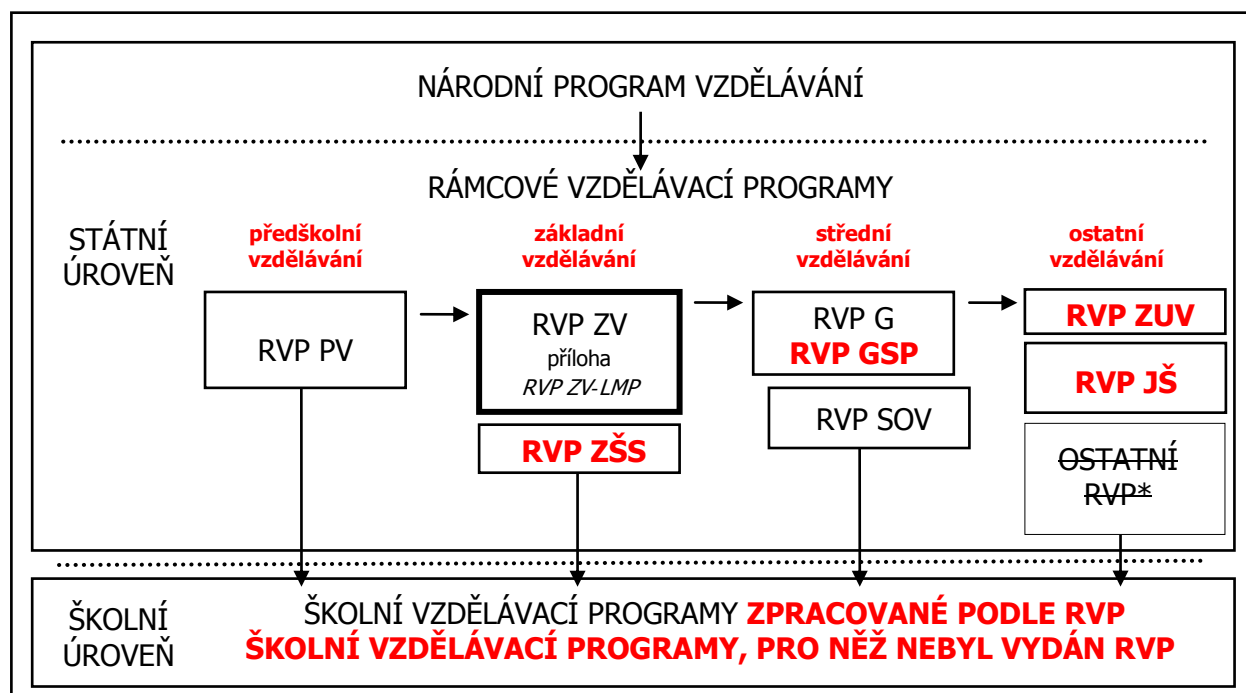 NÁRODNÍ PROGRAM VZDĚLÁVÁNÍ
RÁMCOVÉ VZDĚLÁVACÍ PROGRAMY
STÁTNÍ
ÚROVEŇ
předškolní
vzdělávání
základní
vzdělávání
střední
vzdělávání
ostatní
vzdělávání
RVP PV
RVP ZV
příloha
RVP ZV-LMP
RVP ZŠS
RVP G
RVP GSP
RVP SOV
RVP ZUV
RVP JŠ
OSTATNÍ
RVP*
ŠKOLNÍ
ÚROVEŇ
ŠKOLNÍ VZDĚLÁVACÍ PROGRAMY ZPRACOVANÉ PODLE RVP
ŠKOLNÍ VZDĚLÁVACÍ PROGRAMY, PRO NĚŽ NEBYL VYDÁN RVP